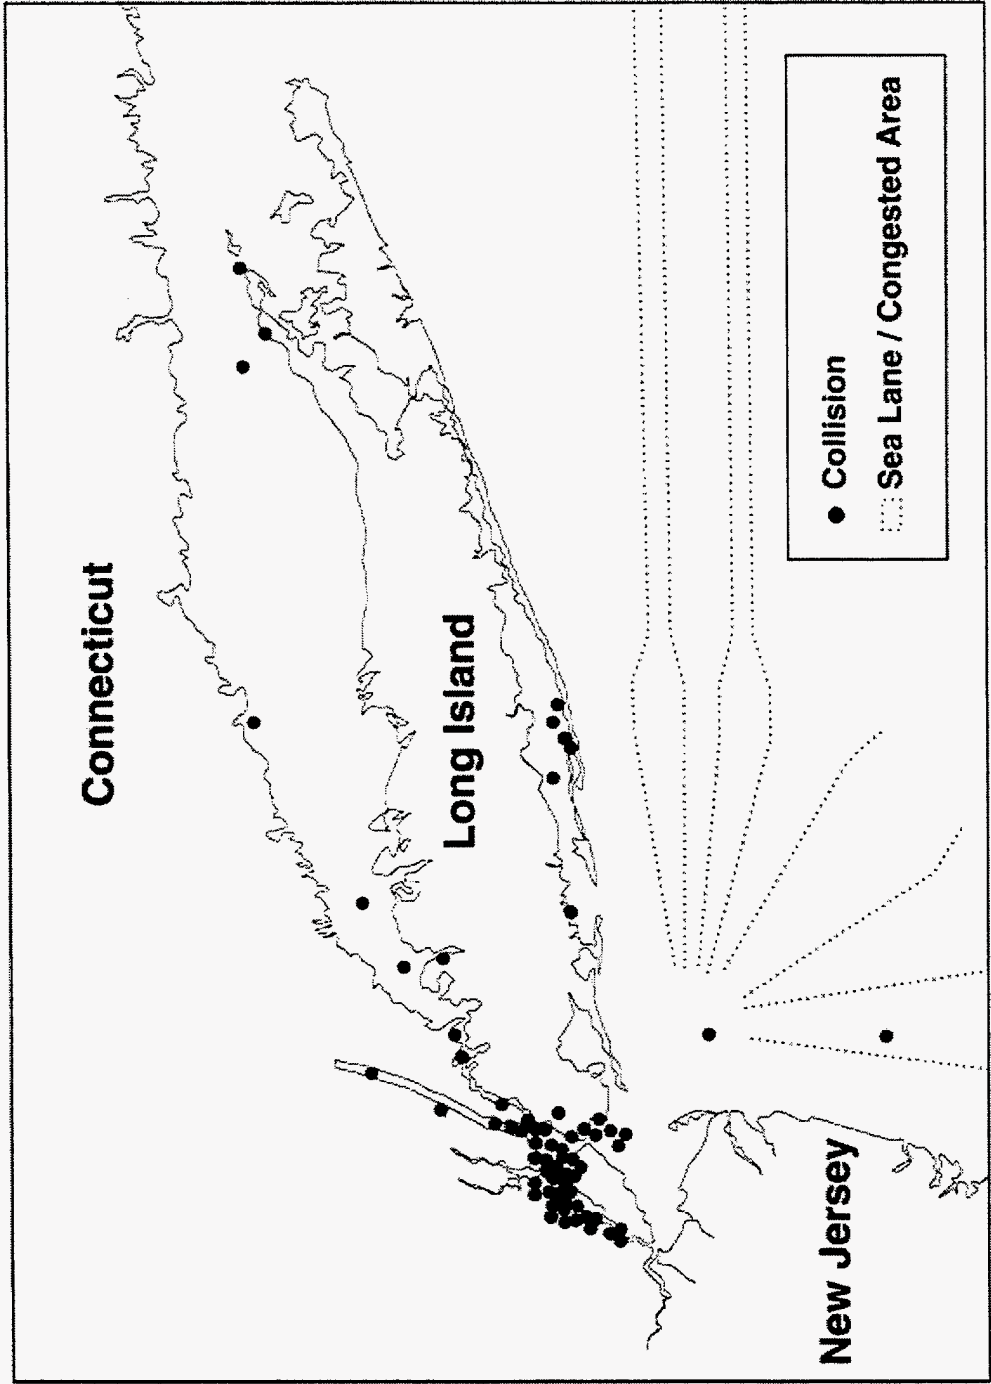 Connecticut
Long Island
New Jersey
Collision
Sea Lane / Congested Area